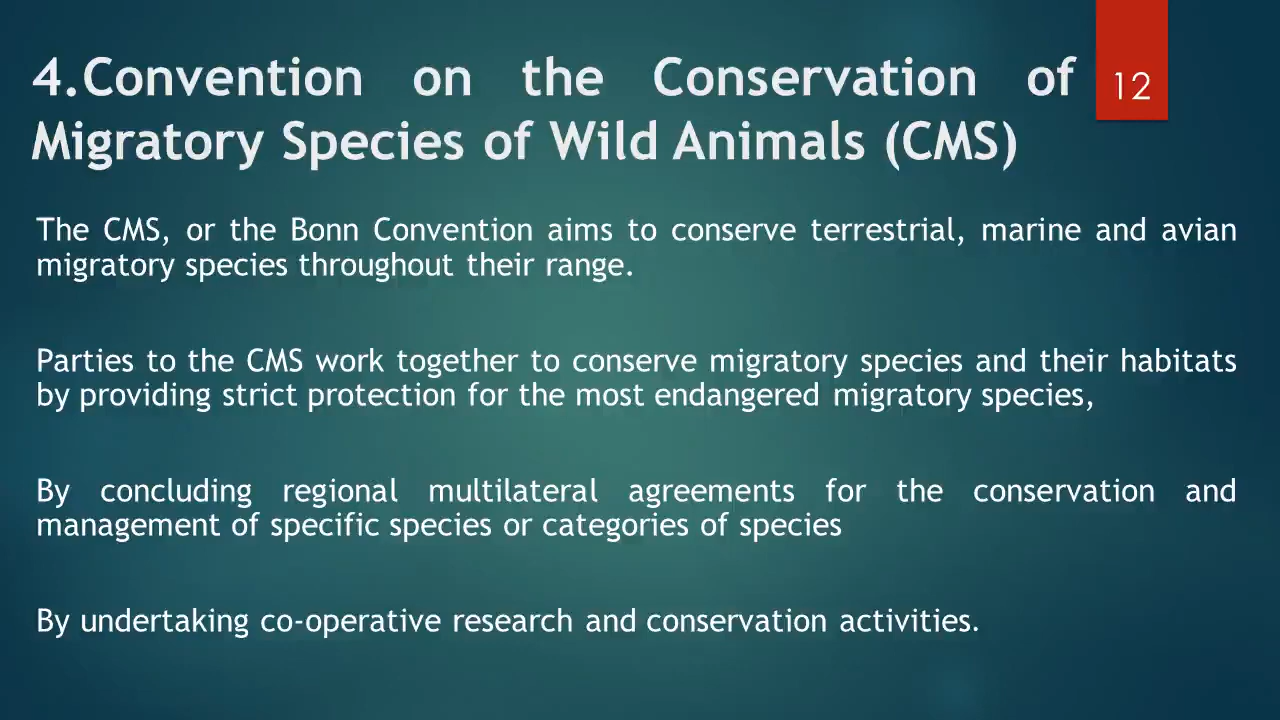 4.Convention on the Conservation of
Migratory Species of Wild Animals (CMS)
12
The CMS, or the Bonn Convention aims to conserve terrestrial, marine and avian
migratory species throughout their range.
Parties to the CMS work together to conserve migratory species and their habitats
by providing strict protection for the most endangered migratory species,
By concluding regional multilateral agreements for the conservation and
management of specific species or categories of species
By undertaking co-operative research and conservation activities.